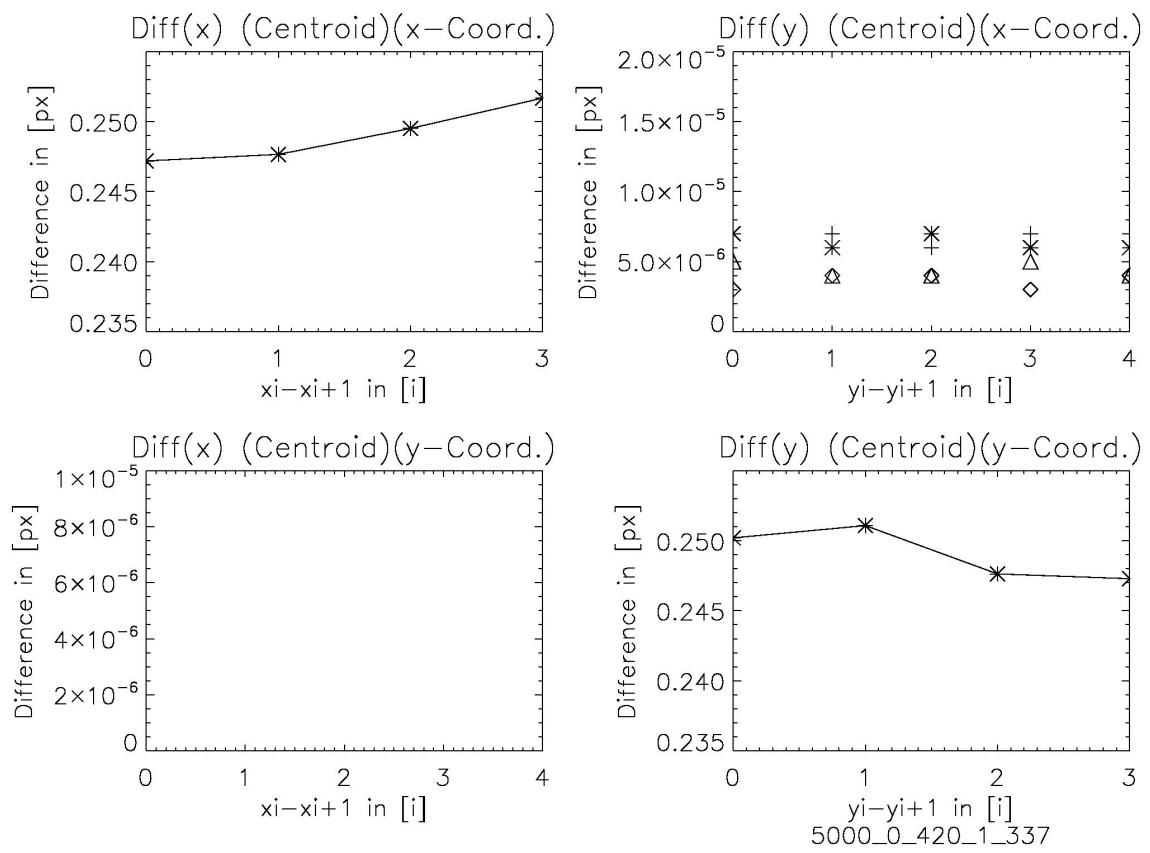 Diff(x) (Centroid)(x-Coord.)
Difference in [px]
0.250
0.245
0.240
0.235
0 1 2 3
xi-xi+1 in [i]
Diff(y) (Centroid)(x-Coord.)
Difference in [px]
2.0×10⁻⁵
1.5×10⁻⁵
1.0×10⁻⁵
5.0×10⁻⁶
0
0 1 2 3 4
yi-yi+1 in [i]
Diff(x) (Centroid)(y-Coord.)
Difference in [px]
1×10⁻⁵
8×10⁻⁶
6×10⁻⁶
4×10⁻⁶
2×10⁻⁶
0
0 1 2 3 4
xi-xi+1 in [i]
Diff(y) (Centroid)(y-Coord.)
Difference in [px]
0.250
0.245
0.240
0.235
0 1 2 3
yi-yi+1 in [i]
5000_0_420_1_337